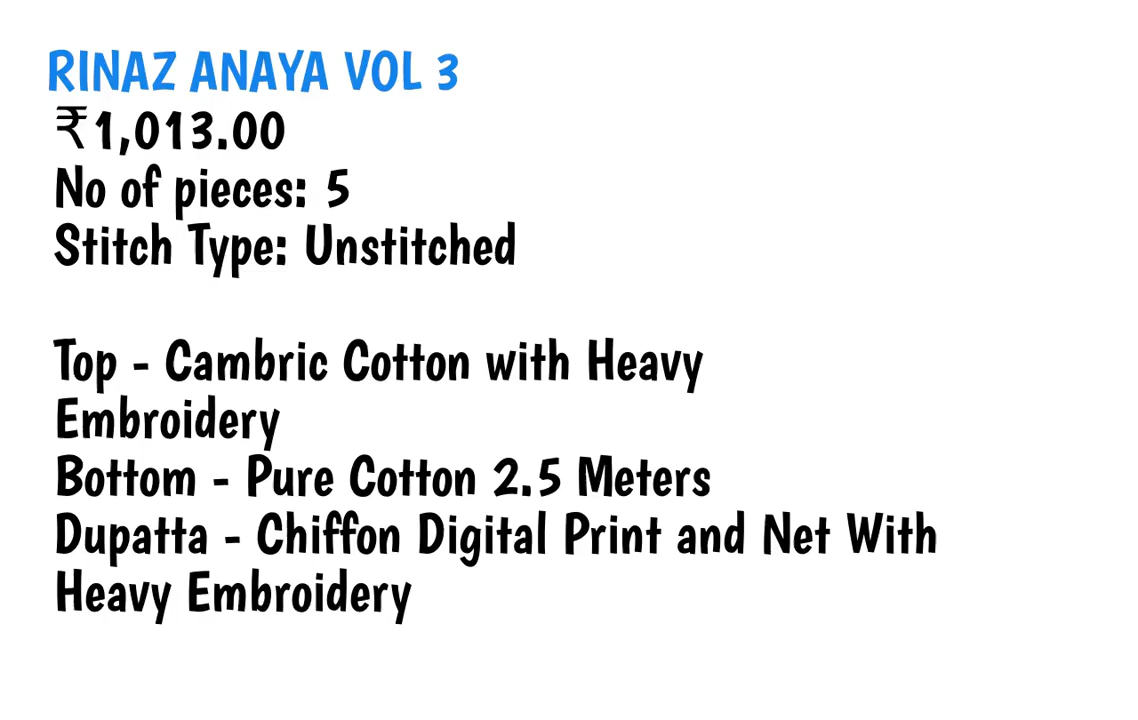 RINAZ ANAYA VOL 3
₹1,013.00
No of pieces: 5
Stitch Type: Unstitched
Top - Cambric Cotton with Heavy
Embroidery
Bottom - Pure Cotton 2.5 Meters
Dupatta - Chiffon Digital Print and Net With
Heavy Embroidery